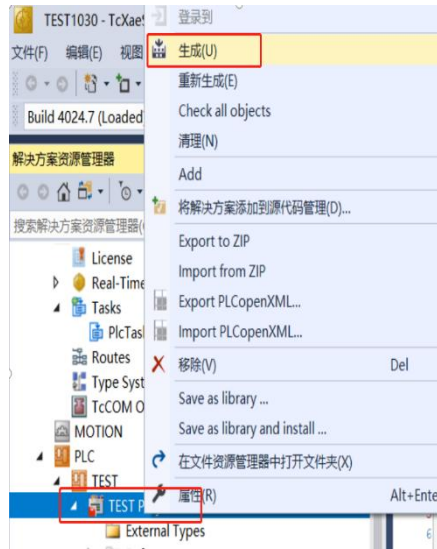 TEST1030 - TcXaeS
文件(F) 编辑(E) 视图
Build 4024.7 (Loaded
解决方案资源管理器
搜索解决方案资源管理器(
License
Real-Time
Tasks
PlcTas
Routes
Type Syst
TcCOM O
MOTION
PLC
TEST
TEST P
External Types
登录到
生成(U)
重新生成(E)
Check all objects
清理(N)
Add
将解决方案添加到源代码管理(D)...
Export to ZIP
Import from ZIP
Export PLCopenXML...
Import PLCopenXML...
移除(V) Del
Save as library ...
Save as library and install ...
在文件资源管理器中打开文件夹(X)
属性(R) Alt+Ente
6